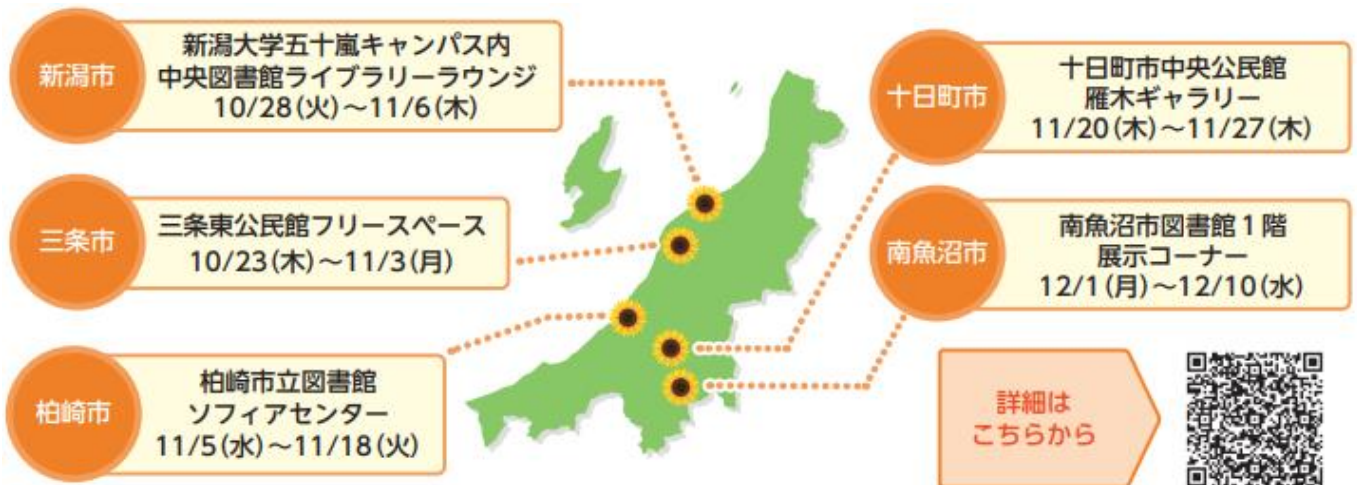 新潟市
新潟大学五十嵐キャンパス内
中央図書館ライブラリーラウンジ
10/28(火)～11/6(木)
三条市
三条東公民館フリースペース
10/23(木)～11/3(月)
柏崎市
柏崎市立図書館
ソフィアセンター
11/5(水)～11/18(火)
十日町市
十日町市中央公民館
雁木ギャラリー
11/20(木)～11/27(木)
南魚沼市
南魚沼市図書館1階
展示コーナー
12/1(月)～12/10(水)
詳細は
こちらから